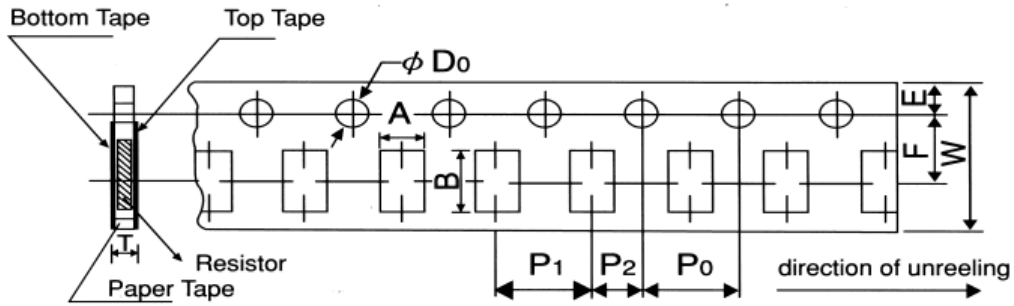 Bottom Tape
Top Tape
ϕ D₀
A
B
E
F
W
T
Resistor
Paper Tape
P₁
P₂
P₀
direction of unreeling